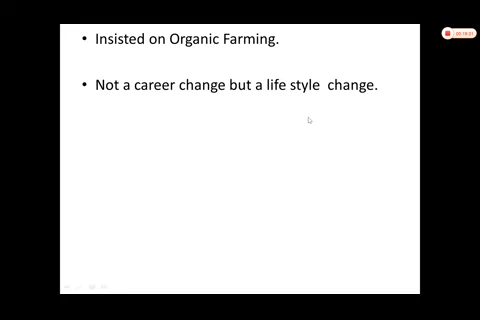 • Insisted on Organic Farming.
• Not a career change but a life style  change.